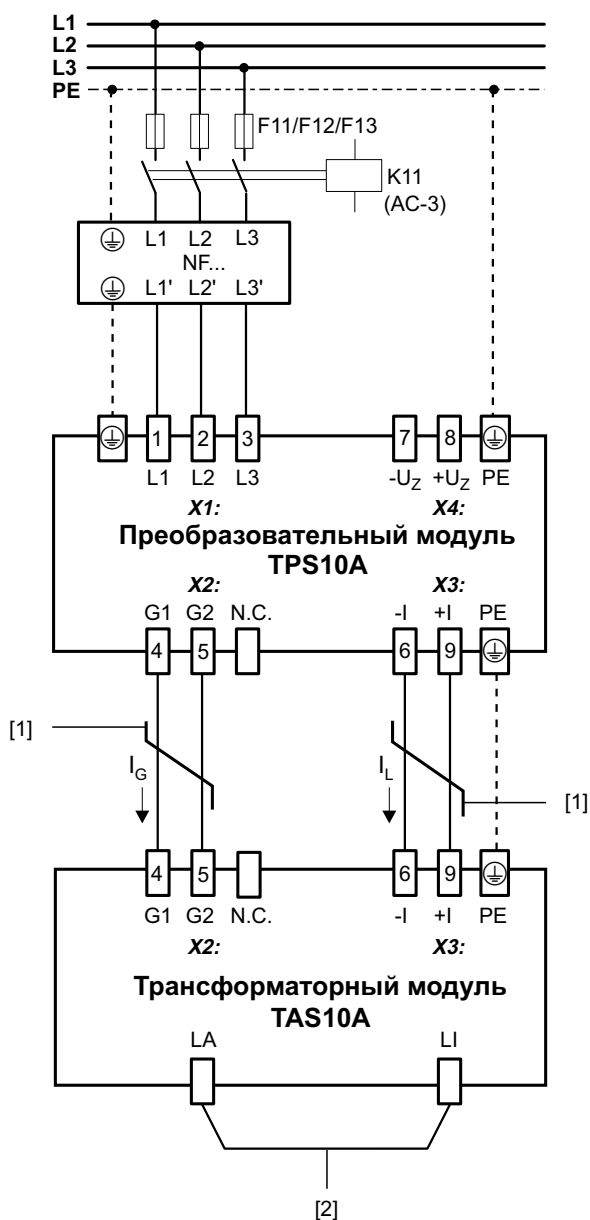 L1
L2
L3
PE
F11/F12/F13
K11
(AC-3)
L1 L2 L3
NF...
L1' L2' L3'
1 2 3 7 8
L1 L2 L3 -UZ +UZ PE
X1: X4:
Преобразовательный модуль
TPS10A
X2: X3:
G1 G2 N.C. -I +I PE
4 5 6 9
[1]
IG IL
[1]
4 5 6 9
G1 G2 N.C. -I +I PE
X2: X3:
Трансформаторный модуль
TAS10A
LA LI
[2]